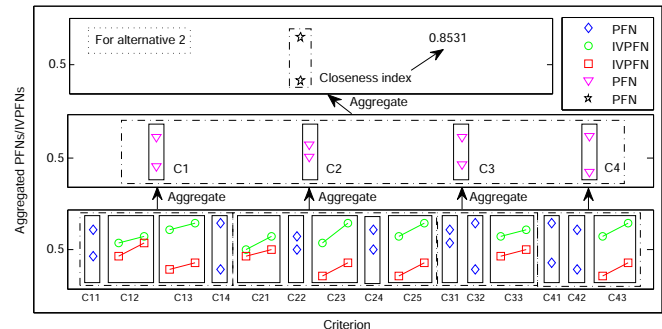 For alternative 2
0.8531
PFN
IVPFN
IVPFN
PFN
PFN
0.5
Closeness index
Aggregate
Aggregated PFNs/IVPFNs
0.5
C1
C2
C3
C4
Aggregate
Aggregate
Aggregate
Aggregate
0.5
C11
C12
C13
C14
C21
C22
C23
C24
C25
C31
C32
C33
C41
C42
C43
Criterion